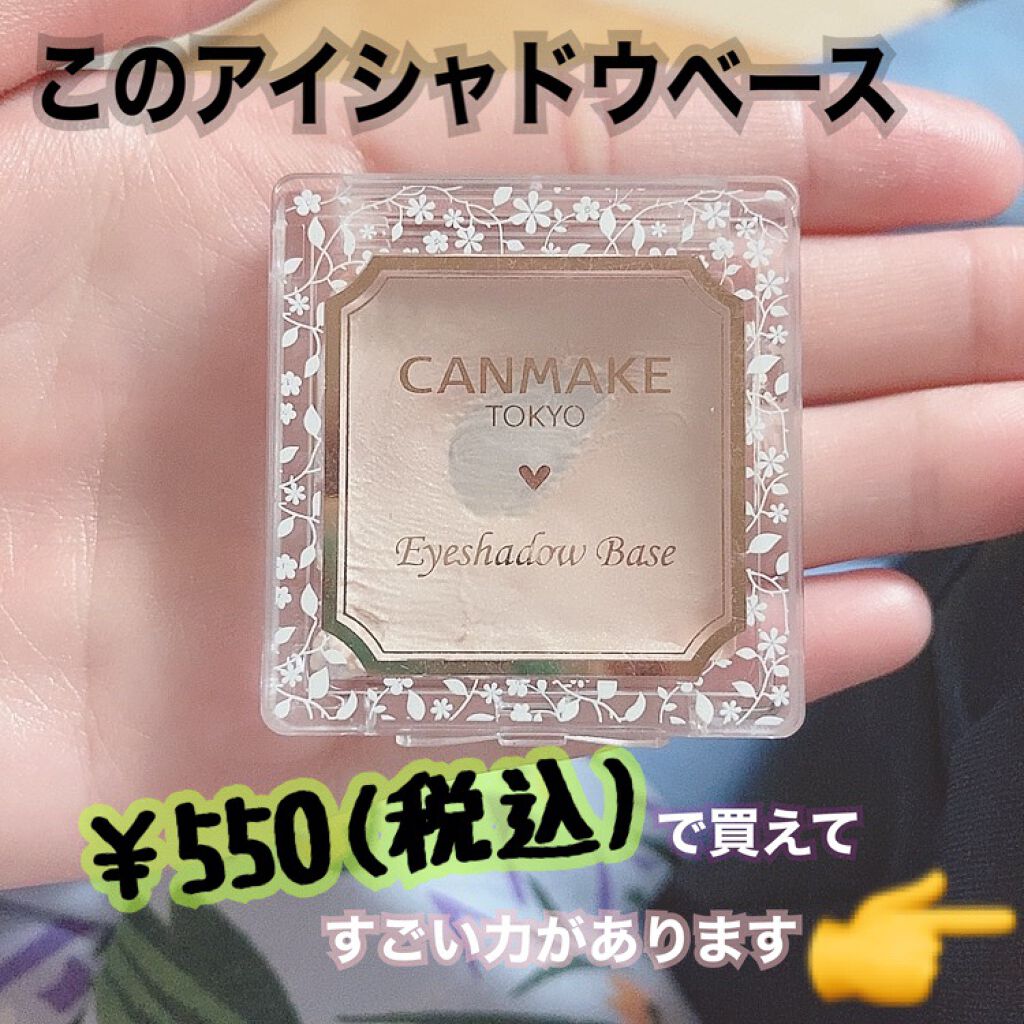 このアイシャドウベース
CANMAKE
TOKYO
Eyeshadow Base
¥550(税込)で買えて
すごい力があります